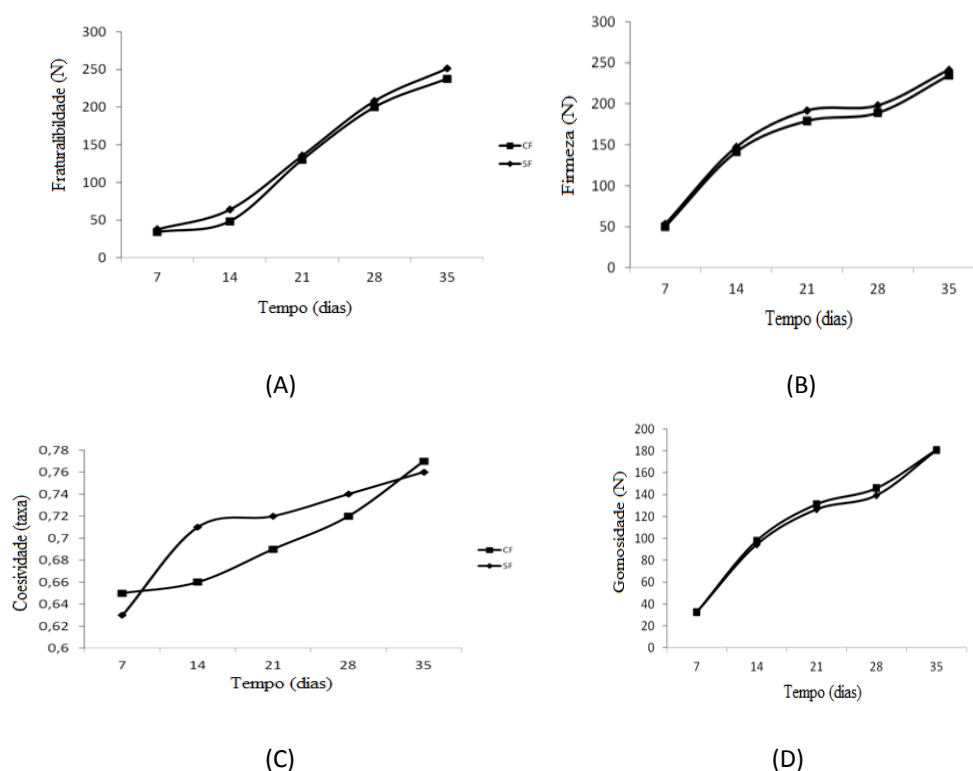 300
250
200
150
100
50
0
Fraturalibildade (N)
7 14 21 28 35
Tempo (dias)
CF
SF
(A)
300
250
200
150
100
50
0
Firmeza (N)
7 14 21 28 35
Tempo (dias)
(B)
0,78
0,76
0,74
0,72
0,7
0,68
0,66
0,64
0,62
0,6
Coesividade (taxa)
7 14 21 28 35
Tempo (dias)
CF
SF
(C)
200
180
160
140
120
100
80
60
40
20
0
Gomosidade (N)
7 14 21 28 35
Tempo (dias)
(D)